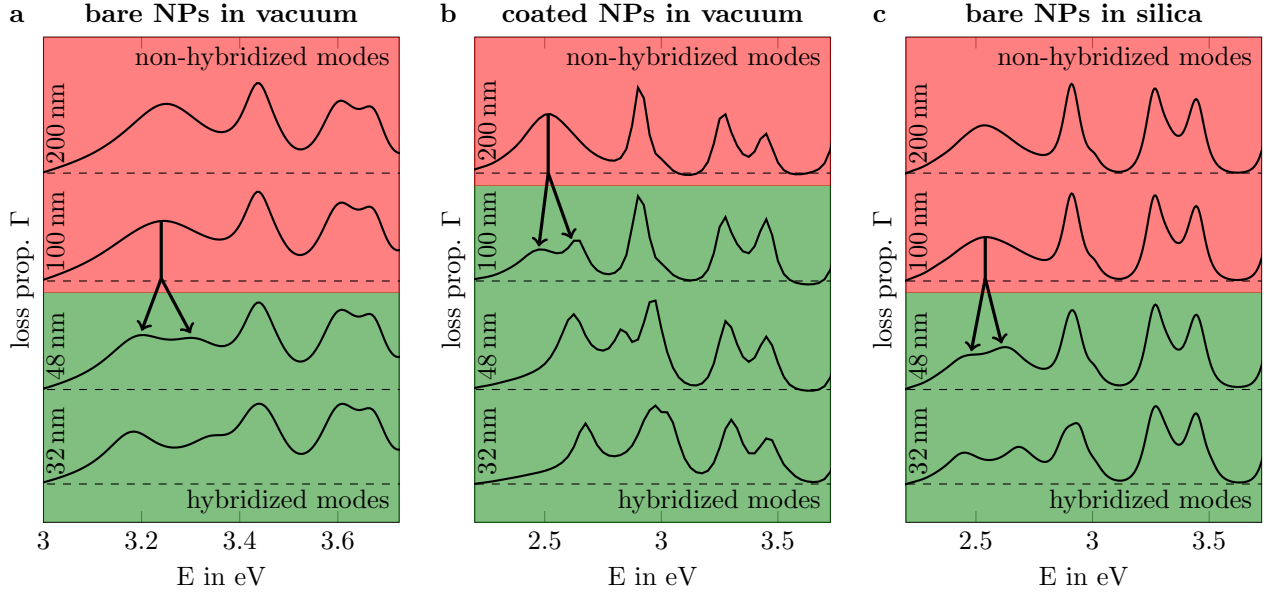 a bare NPs in vacuum
non-hybridized modes
200 nm
100 nm
48 nm
32 nm
loss prop. Γ
hybridized modes
3 3.2 3.4 3.6
E in eV
b coated NPs in vacuum
non-hybridized modes
200 nm
100 nm
48 nm
32 nm
loss prop. Γ
hybridized modes
2.5 3 3.5
E in eV
c bare NPs in silica
non-hybridized modes
200 nm
100 nm
48 nm
32 nm
loss prop. Γ
hybridized modes
2.5 3 3.5
E in eV